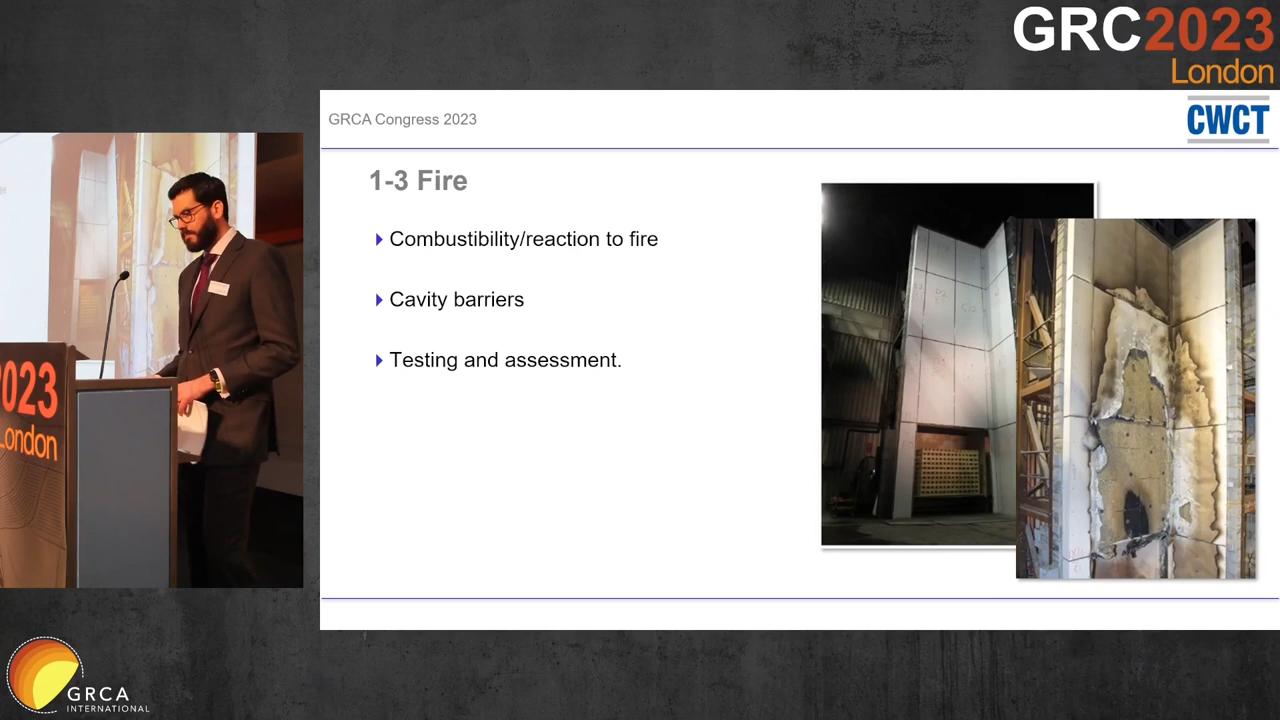 GRC2023
London
GRCA Congress 2023
CWCT
1-3 Fire
Combustibility/reaction to fire
Cavity barriers
Testing and assessment.
2023
London
GRCA
INTERNATIONAL